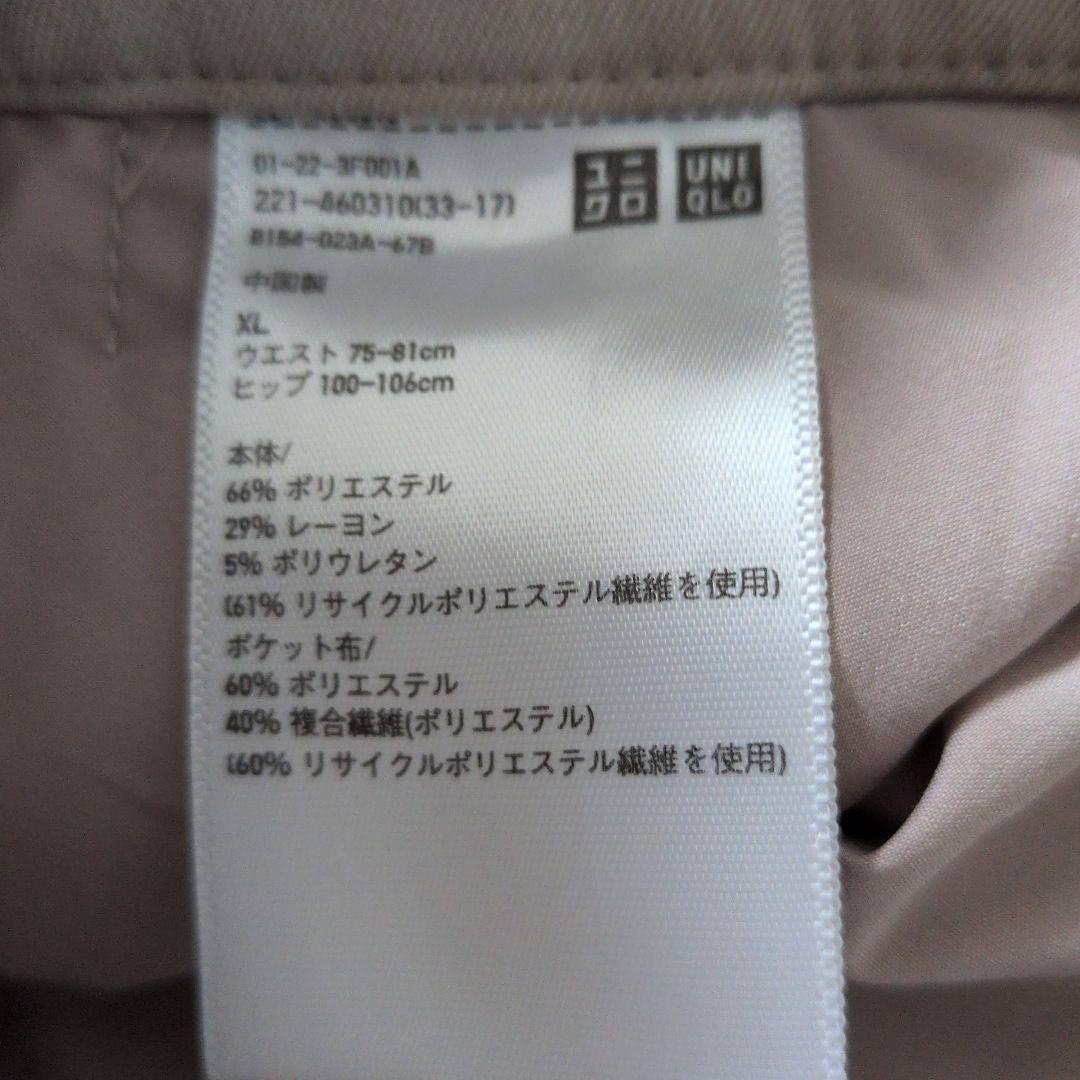 01-22-3F001A
221-460310(33-17)
ユニ
クロ
UNI
QLO
中国製
XL
ウエスト 75-81cm
ヒップ 100-106cm
本体/
66% ポリエステル
29% レーヨン
5% ポリウレタン
(61% リサイクルポリエステル繊維を使用)
ポケット布/
60% ポリエステル
40% 複合繊維(ポリエステル)
(60% リサイクルポリエステル繊維を使用)